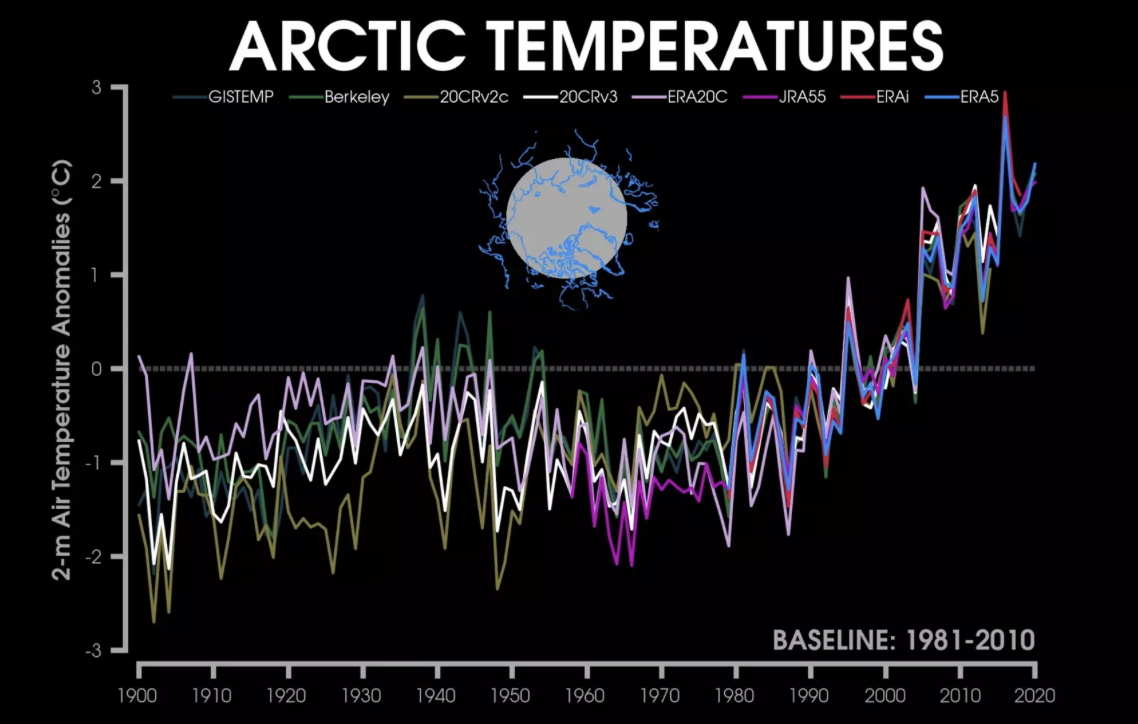 ARCTIC TEMPERATURES
GISTEMP Berkeley 20CRv2c 20CRv3 ERA20C JRA55 ERAi ERA5
2-m Air Temperature Anomalies (°C)
3
2
1
0
-1
-2
-3
BASELINE: 1981-2010
1900 1910 1920 1930 1940 1950 1960 1970 1980 1990 2000 2010 2020